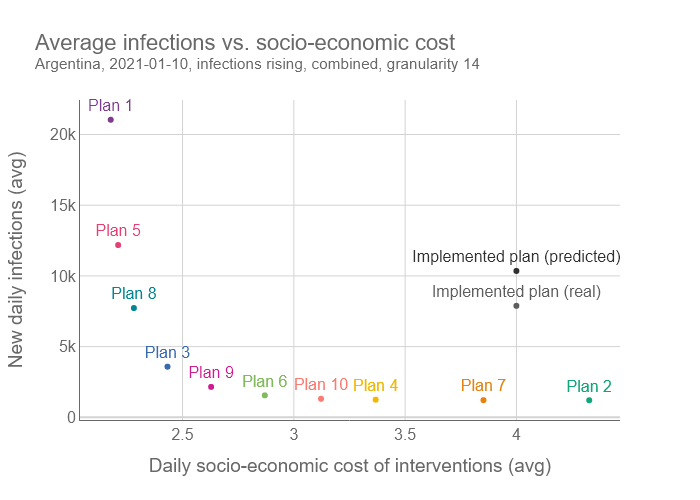 Average infections vs. socio-economic cost
Argentina, 2021-01-10, infections rising, combined, granularity 14
Plan 1
20k
15k
Plan 5
Implemented plan (predicted)
10k
Plan 8
Implemented plan (real)
5k
Plan 3
Plan 9
Plan 6
Plan 10
Plan 4
Plan 7
Plan 2
0
2.5
3
3.5
4
New daily infections (avg)
Daily socio-economic cost of interventions (avg)